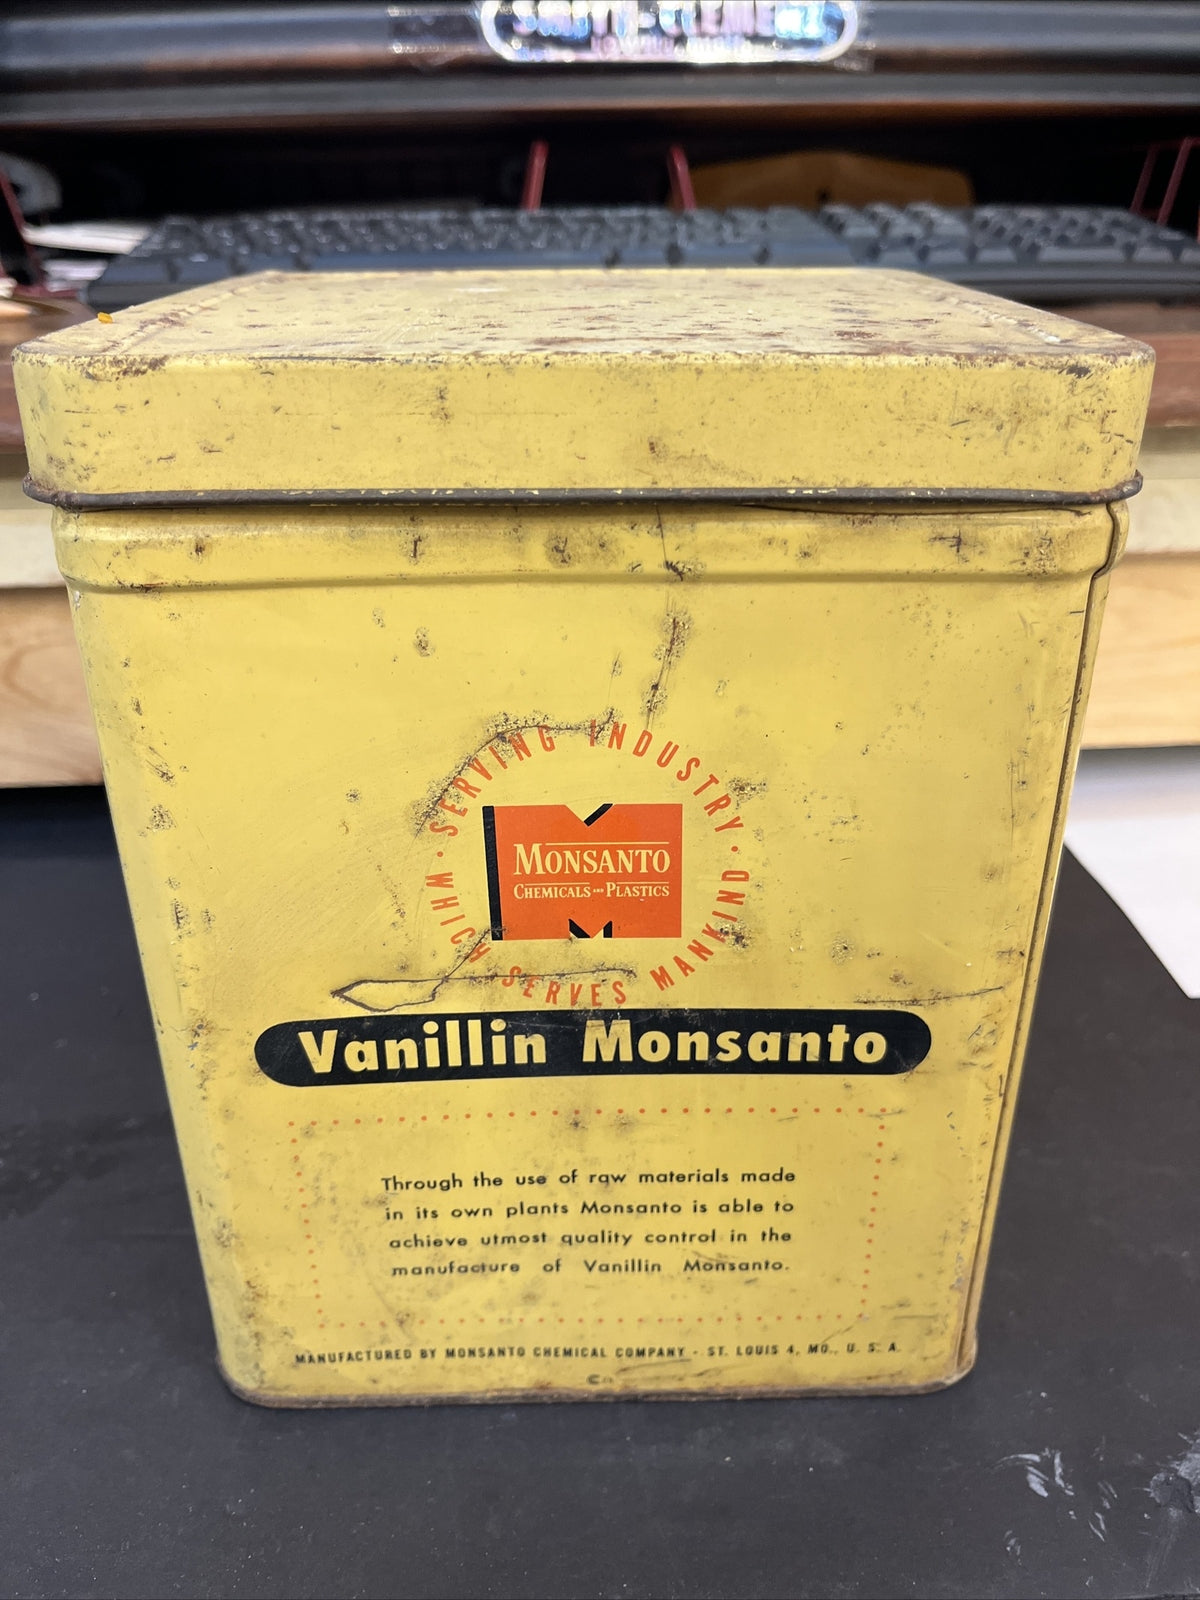 SERVING INDUSTRY · WHICH SERVES MANKIND ·
MONSANTO
CHEMICALS AND PLASTICS
Vanillin Monsanto
Through the use of raw materials made
in its own plants Monsanto is able to
achieve utmost quality control in the
manufacture of Vanillin Monsanto.
MANUFACTURED BY MONSANTO CHEMICAL COMPANY - ST. LOUIS 4, MO., U. S. A.